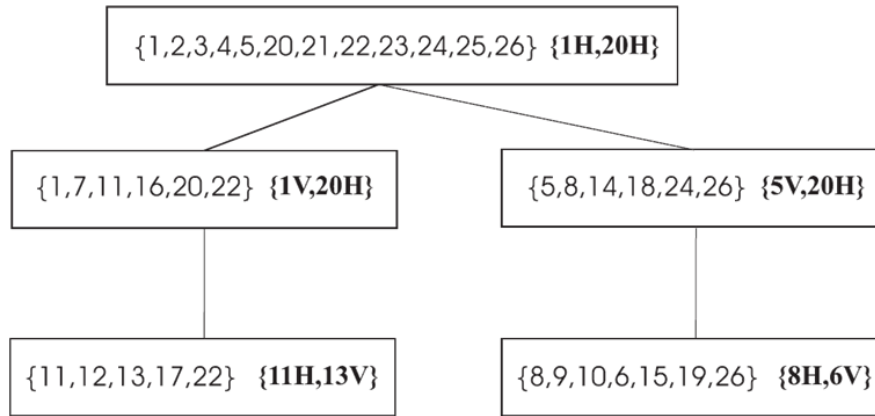 {1,2,3,4,5,20,21,22,23,24,25,26} {1H,20H}
{1,7,11,16,20,22} {1V,20H}
{5,8,14,18,24,26} {5V,20H}
{11,12,13,17,22} {11H,13V}
{8,9,10,6,15,19,26} {8H,6V}